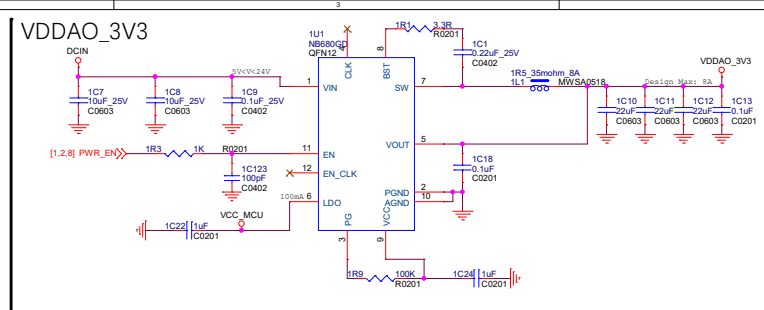 3
VDDAO_3V3
DCIN
5V<V<24V
1C7
10uF_25V
C0603
1C8
10uF_25V
C0603
1C9
0.1uF_25V
C0402
1U1
NB680GD
QFN12
4
CLK
8
BST
1
VIN
SW
7
VOUT
5
11
EN
12
EN_CLK
6
LDO
PGND
2
AGND
10
PG
3
VCC
9
1R1
3.3R
R0201
1C1
0.22uF_25V
C0402
1R5_35mohm_8A
1L1
MWSA0518
VDDAO_3V3
Design Max: 8A
1C10
22uF
C0603
1C11
22uF
C0603
1C12
22uF
C0603
1C13
0.1uF
C0201
[1,2,8] PWR_EN
1R3
1K
R0201
1C123
100pF
C0402
1C18
0.1uF
C0201
100mA
VCC_MCU
1C22
1uF
C0201
1R9
100K
R0201
1C24
1uF
C0201